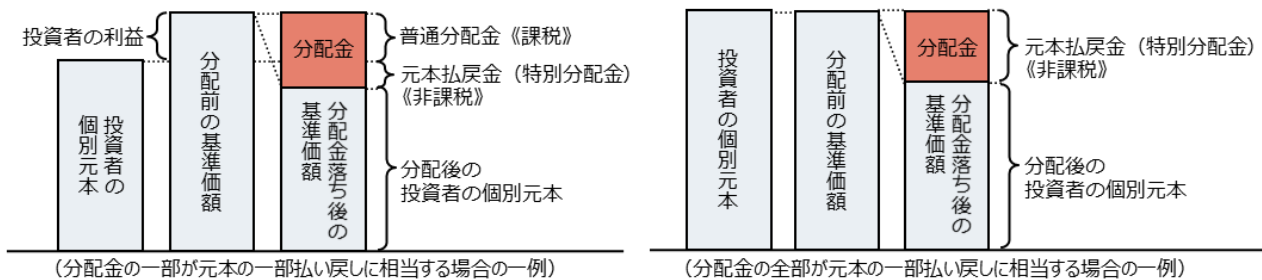 投資者の利益
投資者の
個別元本
分配前の基準価額
分配金
分配金落ち後の
基準価額
普通分配金《課税》
元本払戻金（特別分配金）
《非課税》
分配後の
投資者の個別元本
（分配金の一部が元本の一部払い戻しに相当する場合の一例）
投資者の個別元本
分配前の基準価額
分配金
分配金落ち後の
基準価額
元本払戻金（特別分配金）
《非課税》
分配後の
投資者の個別元本
（分配金の全部が元本の一部払い戻しに相当する場合の一例）